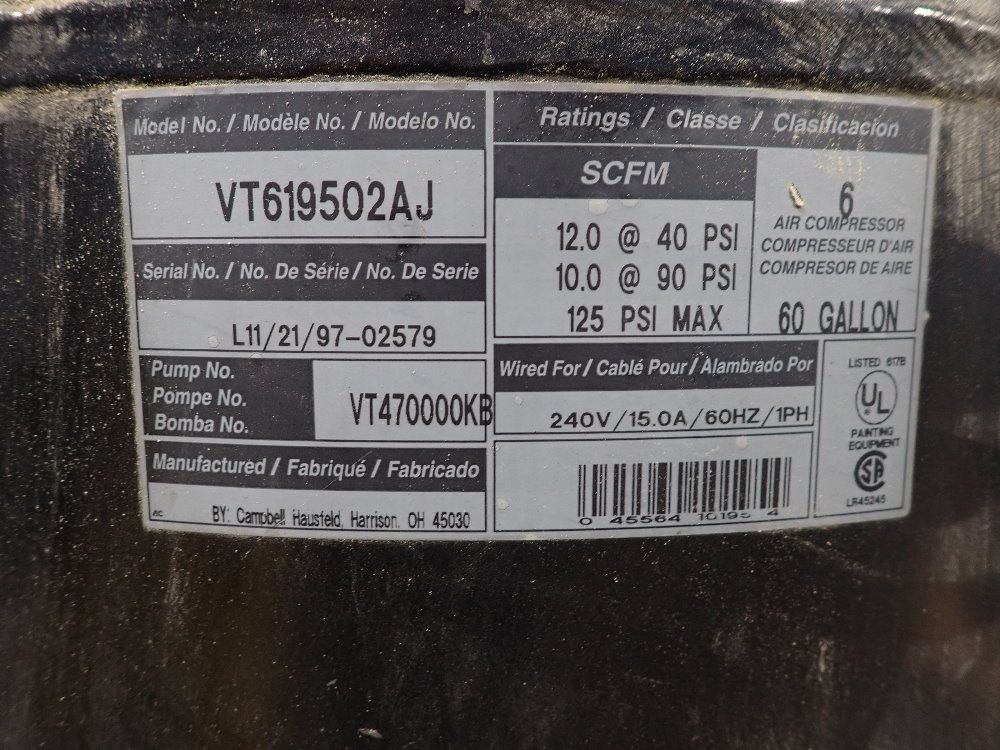 Model No. / Modèle No. / Modelo No.
VT619502AJ
Serial No. / No. De Série / No. De Serie
L11/21/97-02579
Pump No.
Pompe No.
Bomba No.
VT470000KB
Manufactured / Fabriqué / Fabricado
AC
BY: Campbell Hausfeld, Harrison, OH 45030
Ratings / Classe / Clasificacion
SCFM
12.0 @ 40 PSI
10.0 @ 90 PSI
125 PSI MAX
6
AIR COMPRESSOR
COMPRESSEUR D'AIR
COMPRESOR DE AIRE
60 GALLON
Wired For / Cablé Pour / Alambrado Por
240V/15.0A/60HZ/1PH
0 45564 10195 4
LISTED 617B
UL
PAINTING
EQUIPMENT
SA
LR45245